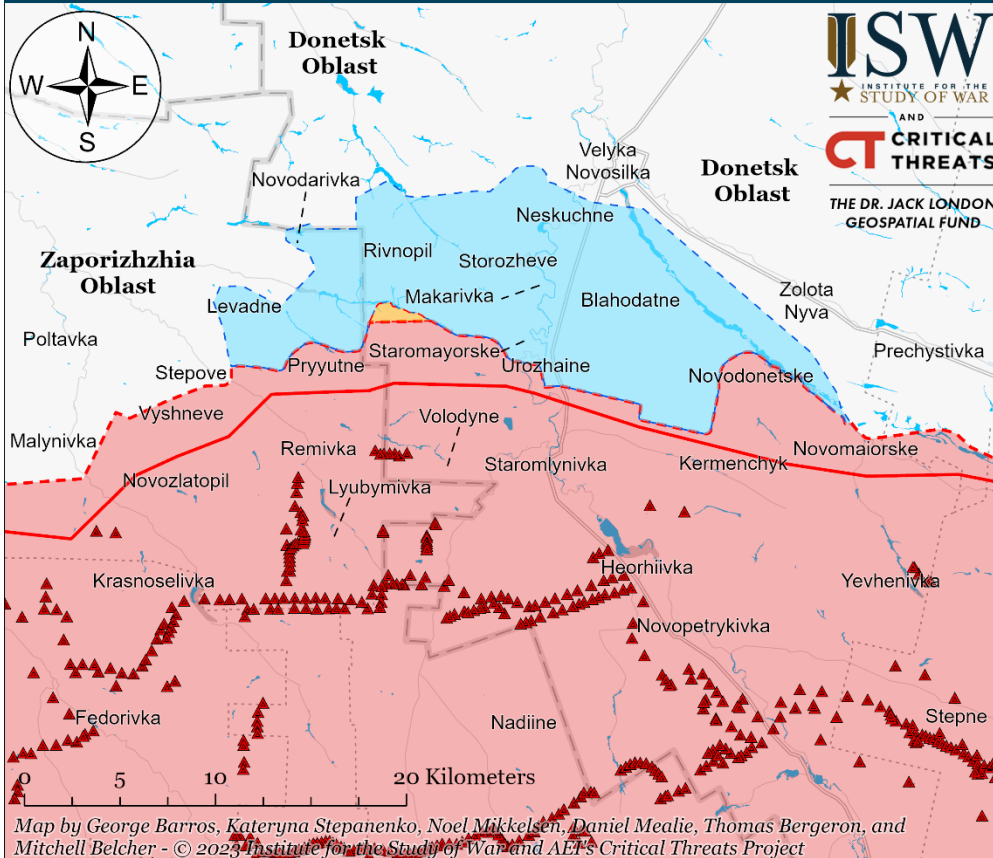 N
W
E
S
Donetsk
Oblast
ISW
INSTITUTE FOR THE
STUDY OF WAR
AND
CT CRITICAL
THREATS
THE DR. JACK LONDON
GEOSPATIAL FUND
Velyka
Novosilka
Donetsk
Oblast
Novodarivka
Neskuchne
Rivnopil
Storozheve
Zaporizhzhia
Oblast
Levadne
Makarivka
Blahodatne
Zolota
Nyva
Poltavka
Staromayorske
Prechystivka
Pryyutne
Urozhaine
Stepove
Novodonetske
Vyshneve
Volodyne
Malynivka
Remivka
Staromlynivka
Kermenchyk
Novomaiorske
Novozlatopil
Lyubymivka
Krasnoselivka
Heorhiivka
Yevhenivka
Novopetrykivka
Fedorivka
Nadiine
Stepne
0 5 10 20 Kilometers
Map by George Barros, Kateryna Stepanenko, Noel Mikkelsen, Daniel Mealie, Thomas Bergeron, and
Mitchell Belcher - © 2023 Institute for the Study of War and AEI's Critical Threats Project